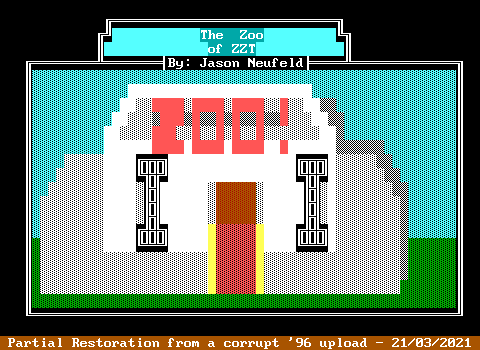 The Zoo
of ZZT
By: Jason Neufeld
ZOO!
Partial Restoration from a corrupt '96 upload - 21/03/2021